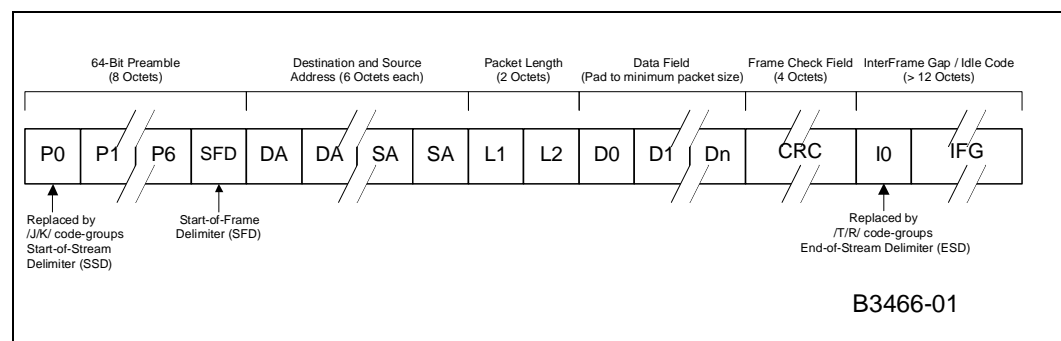 64-Bit Preamble
(8 Octets)
Destination and Source
Address (6 Octets each)
Packet Length
(2 Octets)
Data Field
(Pad to minimum packet size)
Frame Check Field
(4 Octets)
InterFrame Gap / Idle Code
(> 12 Octets)
P0 P1 P6 SFD DA DA SA SA L1 L2 D0 D1 Dn CRC I0 IFG
Replaced by
/J/K/ code-groups
Start-of-Stream
Delimiter (SSD)
Start-of-Frame
Delimiter (SFD)
Replaced by
/T/R/ code-groups
End-of-Stream Delimiter (ESD)
B3466-01